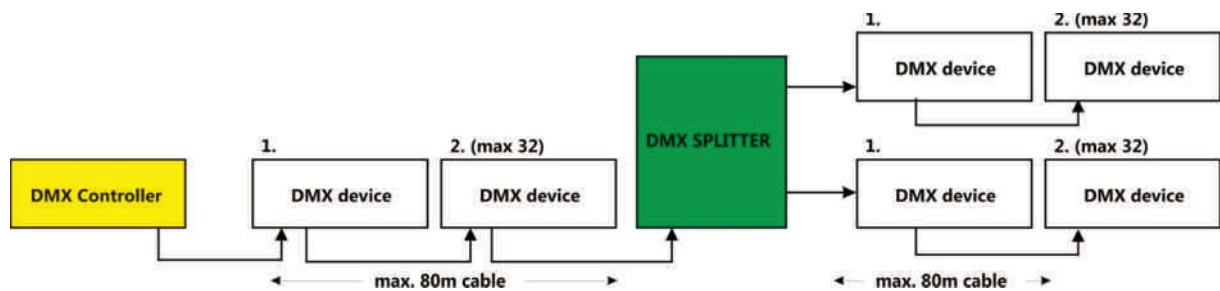 1.
2. (max 32)
DMX device
DMX device
DMX SPLITTER
1.
2. (max 32)
1.
2. (max 32)
DMX Controller
DMX device
DMX device
DMX device
DMX device
max. 80m cable
max. 80m cable